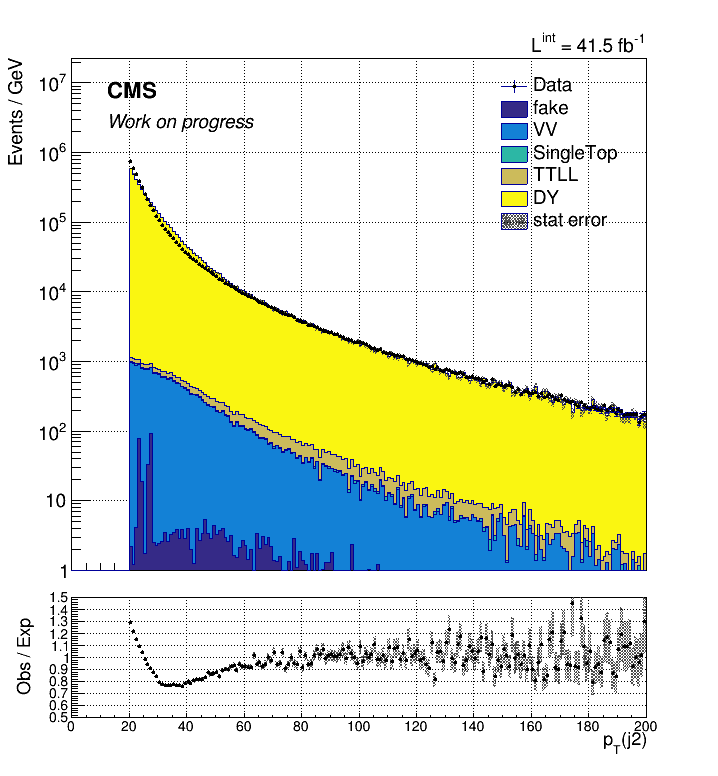 L^int = 41.5 fb^-1
Events / GeV
10^7
10^6
10^5
10^4
10^3
10^2
10
1
CMS
Work on progress
Data
fake
VV
SingleTop
TTLL
DY
stat error
Obs / Exp
1.5
1.4
1.3
1.2
1.1
1
0.9
0.8
0.7
0.6
0.5
0 20 40 60 80 100 120 140 160 180 200
p_T(j2)